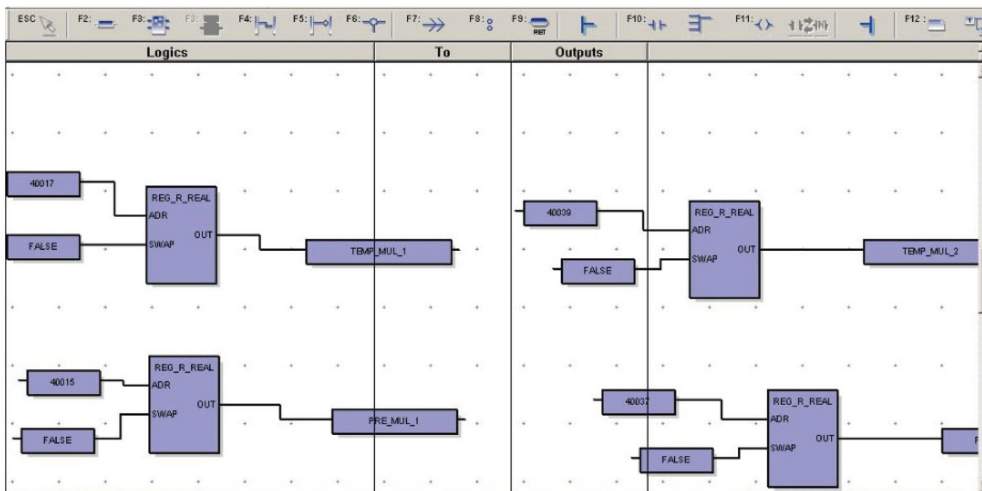 ESC F2: F3: F3: F4: F5: F6: F7: F8: F9: RET F10: F11: F12:
Logics To Outputs
40017
REG_R_REAL
ADR
FALSE SWAP OUT
TEMP_MUL_1
40039
REG_R_REAL
ADR
FALSE SWAP OUT
TEMP_MUL_2
40015
REG_R_REAL
ADR
FALSE SWAP OUT
PRE_MUL_1
40037
REG_R_REAL
ADR
FALSE SWAP OUT